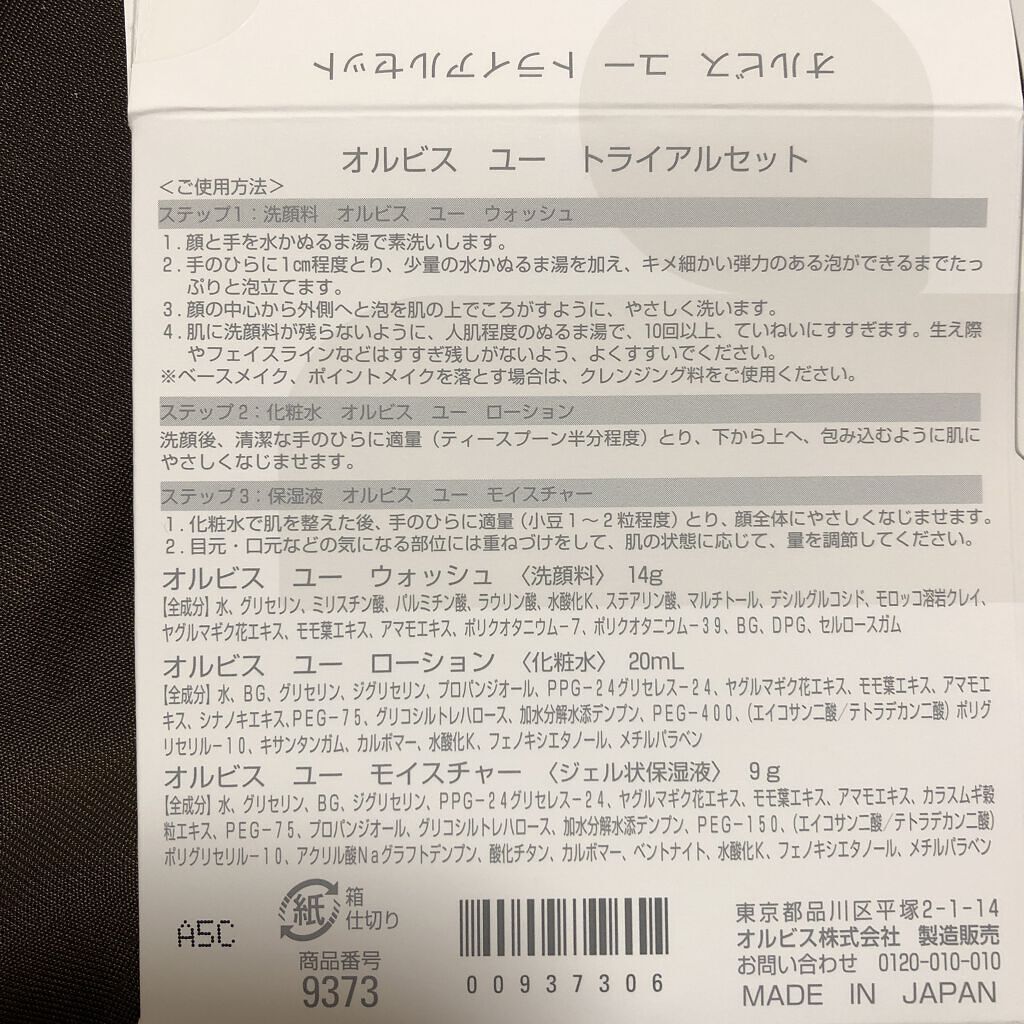 オルビス ユー トライアルセット
オルビス ユー トライアルセット
＜ご使用方法＞
ステップ1：洗顔料 オルビス ユー ウォッシュ
1.顔と手を水かぬるま湯で素洗いします。
2.手のひらに1㎝程度とり、少量の水かぬるま湯を加え、キメ細かい弾力のある泡ができるまでたっ
ぷりと泡立てます。
3.顔の中心から外側へと泡を肌の上でころがすように、やさしく洗います。
4.肌に洗顔料が残らないように、人肌程度のぬるま湯で、10回以上、ていねいにすすぎます。生え際
やフェイスラインなどはすすぎ残しがないよう、よくすすいでください。
※ベースメイク、ポイントメイクを落とす場合は、クレンジング料をご使用ください。
ステップ2：化粧水 オルビス ユー ローション
洗顔後、清潔な手のひらに適量（ティースプーン半分程度）とり、下から上へ、包み込むように肌に
やさしくなじませます。
ステップ3：保湿液 オルビス ユー モイスチャー
1.化粧水で肌を整えた後、手のひらに適量（小豆1～2粒程度）とり、顔全体にやさしくなじませます。
2.目元・口元などの気になる部位には重ねづけをして、肌の状態に応じて、量を調節してください。
オルビス ユー ウォッシュ 〈洗顔料〉 14g
【全成分】水、グリセリン、ミリスチン酸、パルミチン酸、ラウリン酸、水酸化K、ステアリン酸、マルチトール、デシルグルコシド、モロッコ溶岩クレイ、
ヤグルマギク花エキス、モモ葉エキス、アマモエキス、ポリクオタニウム-7、ポリクオタニウム-39、BG、DPG、セルロースガム
オルビス ユー ローション 〈化粧水〉 20mL
【全成分】水、BG、グリセリン、ジグリセリン、プロパンジオール、PPG-24グリセレス-24、ヤグルマギク花エキス、モモ葉エキス、アマモエ
キス、シナノキエキス、PEG-75、グリコシルトレハロース、加水分解水添デンプン、PEG-400、（エイコサン二酸/テトラデカン二酸）ポリグ
リセリル-10、キサンタンガム、カルボマー、水酸化K、フェノキシエタノール、メチルパラベン
オルビス ユー モイスチャー 〈ジェル状保湿液〉 9g
【全成分】水、グリセリン、BG、ジグリセリン、PPG-24グリセレス-24、ヤグルマギク花エキス、モモ葉エキス、アマモエキス、カラスムギ穀
粒エキス、PEG-75、プロパンジオール、グリコシルトレハロース、加水分解水添デンプン、PEG-150、（エイコサン二酸/テトラデカン二酸）
ポリグリセリル-10、アクリル酸Naグラフトデンプン、酸化チタン、カルボマー、ベントナイト、水酸化K、フェノキシエタノール、メチルパラベン
A5C
紙
箱
仕切り
商品番号
9373
00937306
東京都品川区平塚2-1-14
オルビス株式会社 製造販売
お問い合わせ 0120-010-010
MADE IN JAPAN